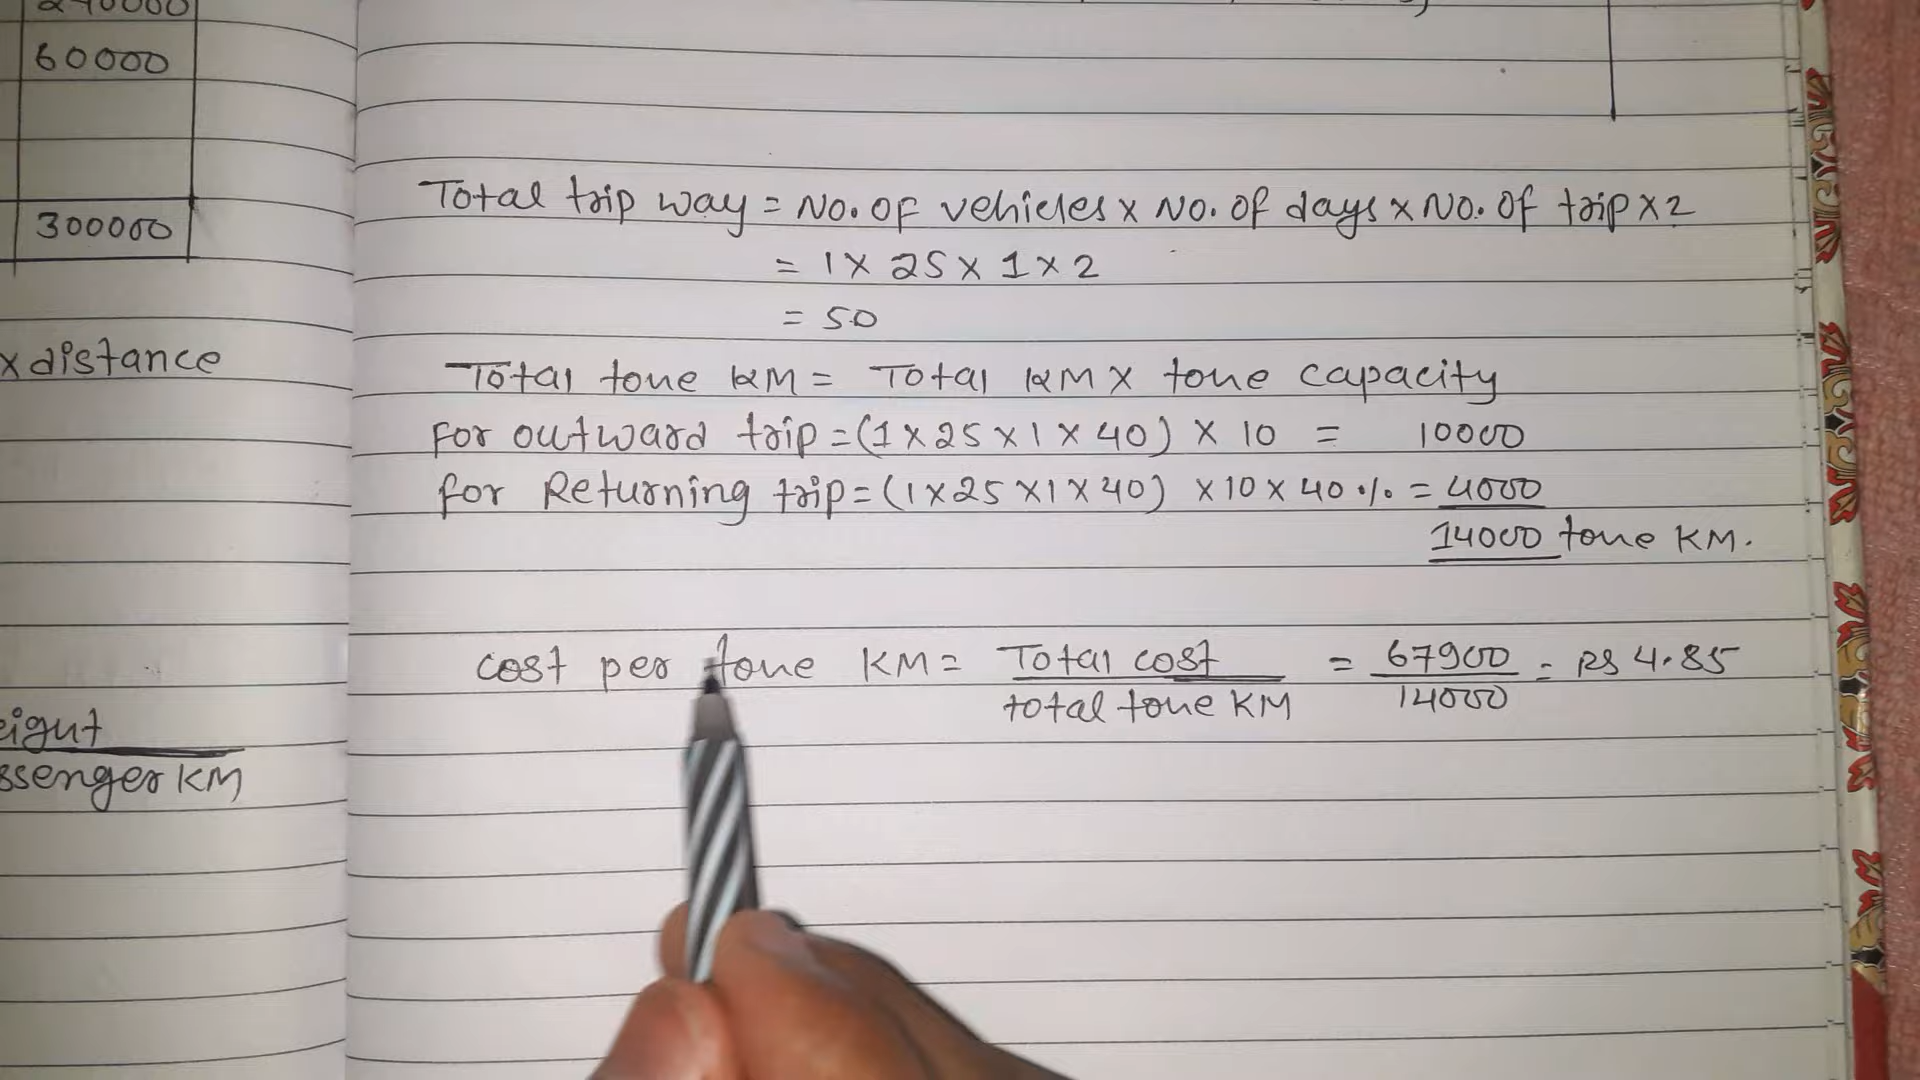 60000
300000
x distance
eigut
ssenger KM
Total trip way = No. of vehicles x No. of days x No. of trip x 2
= 1 x 25 x 1 x 2
= 50
Total tone KM = Total KM x tone capacity
for outward trip = (1 x 25 x 1 x 40) x 10 = 10000
for Returning trip = (1 x 25 x 1 x 40) x 10 x 40 % = 4000
14000 tone KM.
cost per tone KM = Total cost / total tone KM = 67900 / 14000 = Rs 4.85